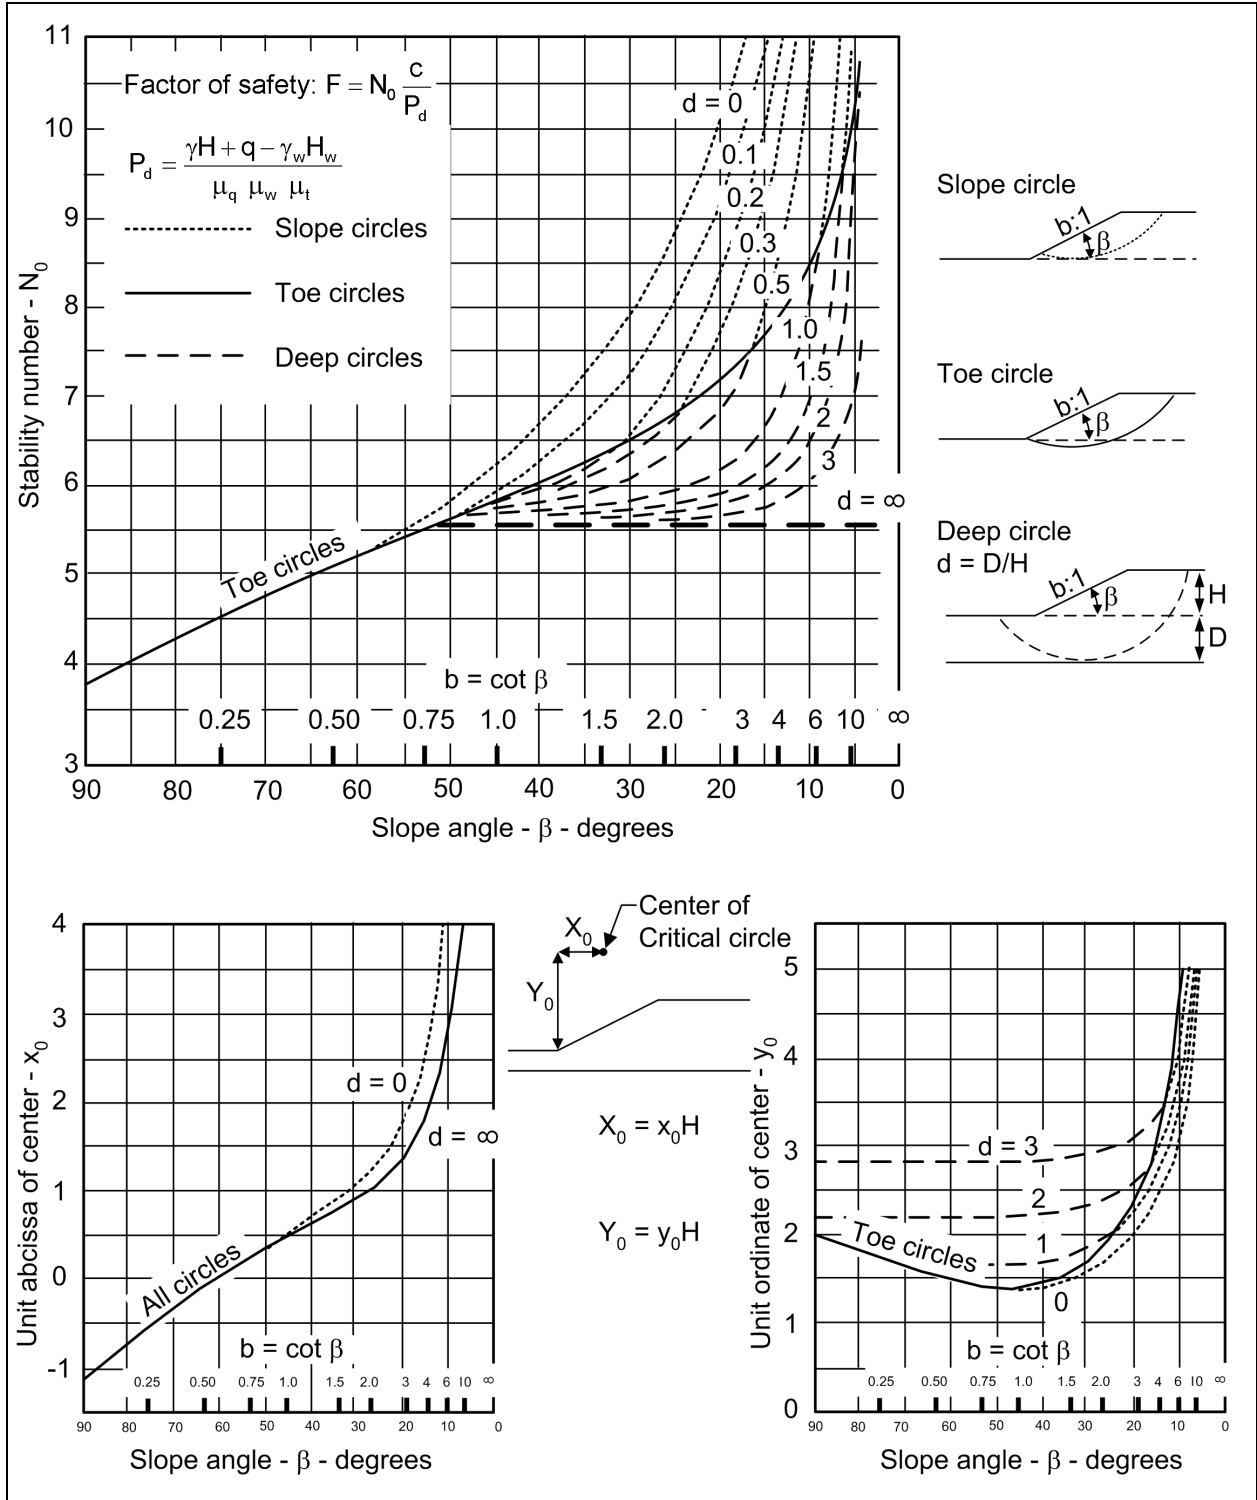 11
10
9
8
7
6
5
4
3
Stability number - N₀
Factor of safety: F = N₀ c / P_d
P_d = (γH + q − γ_wH_w) / (μ_q μ_w μ_t)
Slope circles
Toe circles
Deep circles
d = 0
0.1
0.2
0.3
0.5
1.0
1.5
2
3
d = ∞
Toe circles
b = cot β
0.25 0.50 0.75 1.0 1.5 2.0 3 4 6 10 ∞
90 80 70 60 50 40 30 20 10 0
Slope angle - β - degrees
Slope circle
b:1
β
Toe circle
b:1
β
Deep circle
d = D/H
b:1
β
H
D
4
3
2
1
0
-1
Unit abcissa of center - x₀
d = 0
d = ∞
All circles
b = cot β
0.25 0.50 0.75 1.0 1.5 2.0 3 4 6 10 ∞
90 80 70 60 50 40 30 20 10 0
Slope angle - β - degrees
Center of
Critical circle
X₀
Y₀
X₀ = x₀H
Y₀ = y₀H
5
4
3
2
1
0
Unit ordinate of center - y₀
d = 3
2
1
0
Toe circles
b = cot β
0.25 0.50 0.75 1.0 1.5 2.0 3 4 6 10 ∞
90 80 70 60 50 40 30 20 10 0
Slope angle - β - degrees